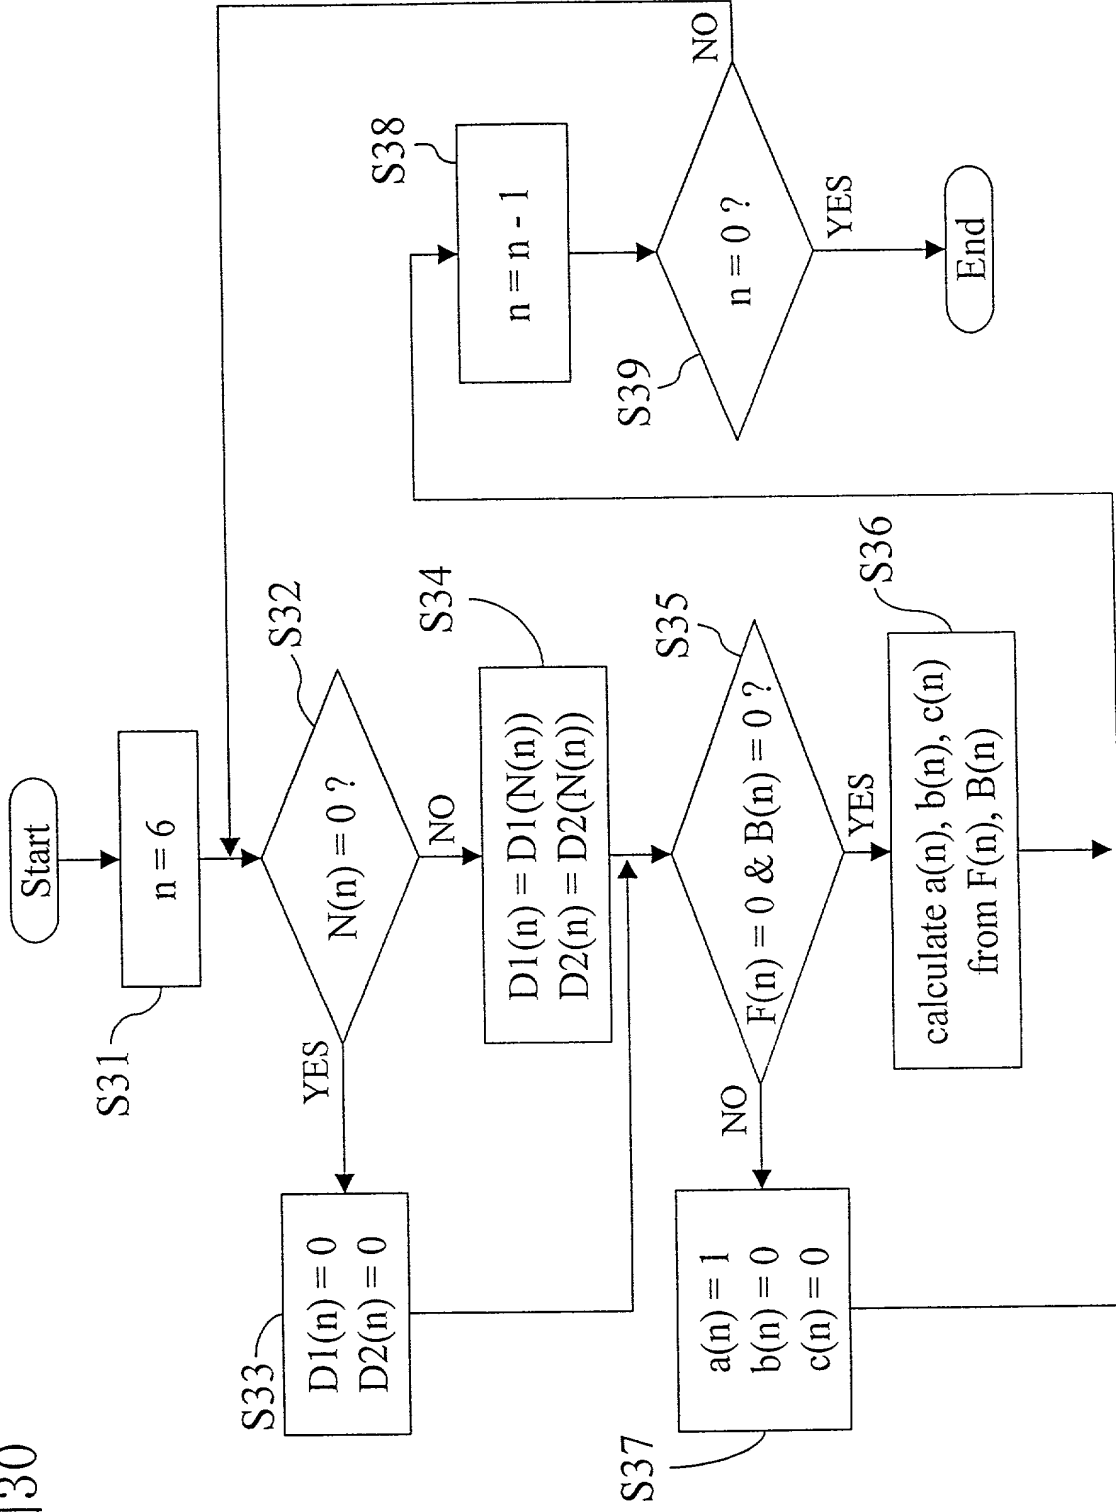 Start
S31
n = 6
S32
N(n) = 0 ?
YES
NO
S33
D1(n) = 0
D2(n) = 0
S34
D1(n) = D1(N(n))
D2(n) = D2(N(n))
S35
F(n) = 0 & B(n) = 0 ?
NO
YES
S37
a(n) = 1
b(n) = 0
c(n) = 0
S36
calculate a(n), b(n), c(n)
from F(n), B(n)
S38
n = n - 1
S39
n = 0 ?
NO
YES
End